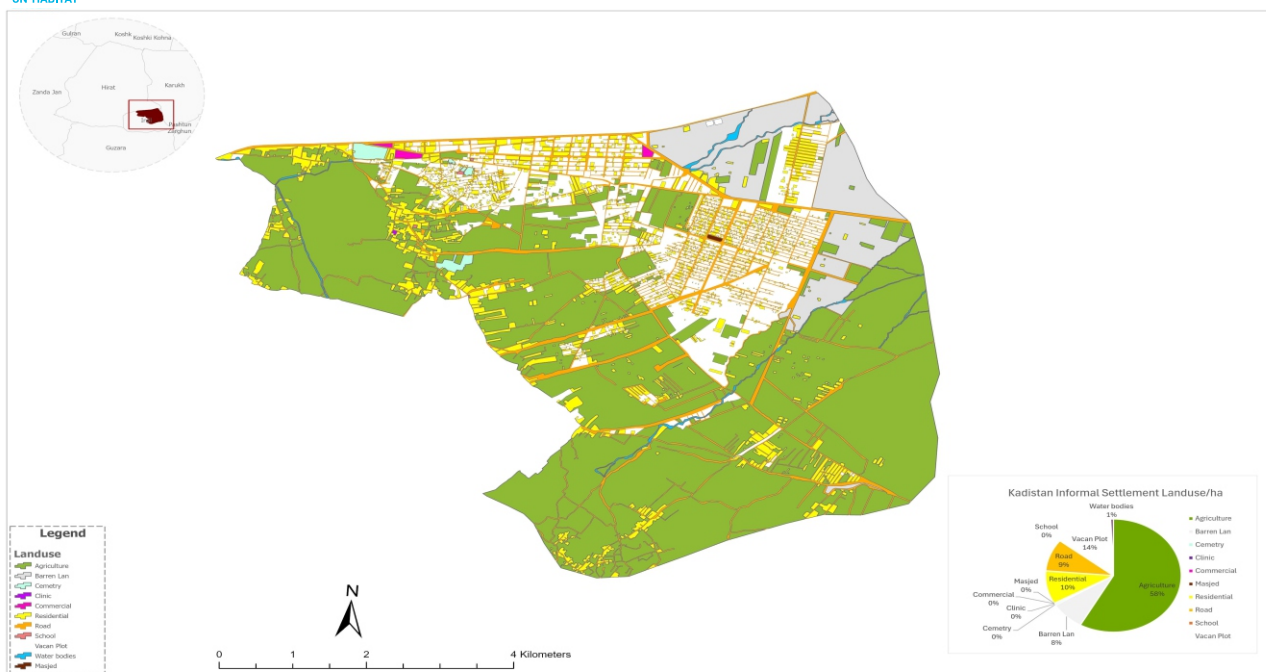 UN-HABITAT
Gulran
Koshk
Koshki Kohna
Zanda Jan
Hirat
Karukh
Pashtun
Zarghun
Guzara
Legend
Landuse
Agriculture
Barren Lan
Cemetry
Clinic
Commercial
Residential
Road
School
Vacan Plot
Water bodies
Masjed
N
0
2
4 Kilometers
Kadistan Informal Settlement Landuse/ha
Water bodies
1%
School
0%
Vacan Plot
14%
Road
9%
Residential
10%
Masjed
0%
Commercial
0%
Clinic
0%
Cemetry
0%
Barren Lan
8%
Agriculture
58%
Agriculture
Barren Lan
Cemetry
Clinic
Commercial
Masjed
Residential
Road
School
Vacan Plot